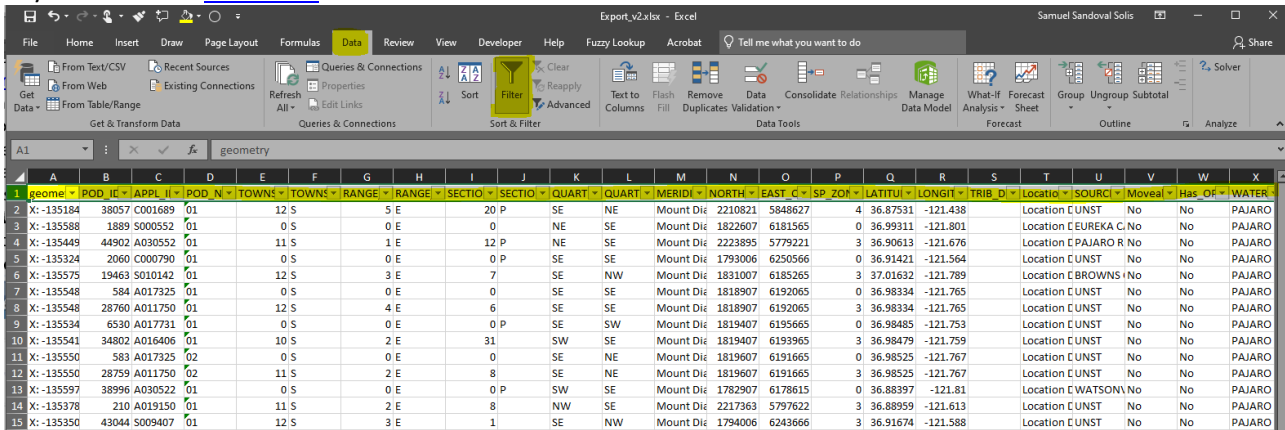 Export_v2.xlsx - Excel Samuel Sandoval Solis
File Home Insert Draw Page Layout Formulas Data Review View Developer Help Fuzzy Lookup Acrobat Tell me what you want to do Share
Get Data From Text/CSV Recent Sources
From Web Existing Connections
From Table/Range
Get & Transform Data
Refresh All Queries & Connections
Properties
Edit Links
Queries & Connections
Sort Filter Clear
Reapply
Advanced
Sort & Filter
Text to Columns Flash Fill Remove Duplicates Data Validation Consolidate Relationships Manage Data Model
Data Tools
What-If Analysis Forecast Sheet
Forecast
Group Ungroup Subtotal
Outline
Solver
Analyze
A1 fx geometry
A B C D E F G H I J K L M N O P Q R S T U V W X
1 geome POD_ID APPL_I POD_N TOWNS TOWNS RANGE RANGE SECTIO SECTIO QUART QUART MERIDI NORTH EAST_C SP_ZON LATITUI LONGIT TRIB_D Locatio SOURC Moveal Has_OP WATER
2 X: -135184 38057 C001689 01 12 S 5 E 20 P SE NE Mount Dia 2210821 5848627 4 36.87531 -121.438 Location D UNST No No PAJARO
3 X: -135588 1889 S000552 01 0 S 0 E 0 NE SE Mount Dia 1822607 6181565 0 36.99311 -121.801 Location D EUREKA CA No No PAJARO
4 X: -135449 44902 A030552 01 11 S 1 E 12 P NE SE Mount Dia 2223895 5779221 3 36.90613 -121.676 Location D PAJARO R No No PAJARO
5 X: -135324 2060 C000790 01 0 S 0 E 0 P SE SE Mount Dia 1793006 6250566 0 36.91421 -121.564 Location D UNST No No PAJARO
6 X: -135575 19463 S010142 01 12 S 3 E 7 SE NW Mount Dia 1831007 6185265 3 37.01632 -121.789 Location D BROWNS No No PAJARO
7 X: -135548 584 A017325 01 0 S 0 E 0 SE SE Mount Dia 1818907 6192065 0 36.98334 -121.765 Location D UNST No No PAJARO
8 X: -135548 28760 A011750 01 12 S 4 E 6 SE SE Mount Dia 1818907 6192065 3 36.98334 -121.765 Location D UNST No No PAJARO
9 X: -135534 6530 A017731 01 0 S 0 E 0 P SE SW Mount Dia 1819407 6195665 0 36.98485 -121.753 Location D UNST No No PAJARO
10 X: -135541 34802 A016406 01 10 S 2 E 31 SW SE Mount Dia 1819407 6193965 3 36.98479 -121.759 Location D UNST No No PAJARO
11 X: -135550 583 A017325 02 0 S 0 E 0 SE NE Mount Dia 1819607 6191665 0 36.98525 -121.767 Location D UNST No No PAJARO
12 X: -135550 28759 A011750 02 11 S 2 E 8 SE NE Mount Dia 1819607 6191665 3 36.98525 -121.767 Location D UNST No No PAJARO
13 X: -135597 38996 A030522 01 0 S 0 E 0 P SW SE Mount Dia 1782907 6178615 0 36.88397 -121.81 Location D WATSONV No No PAJARO
14 X: -135378 210 A019150 01 11 S 2 E 8 NW SE Mount Dia 2217363 5797622 3 36.88959 -121.613 Location D UNST No No PAJARO
15 X: -135350 43044 S009407 01 12 S 3 E 1 SE NW Mount Dia 1794006 6243666 3 36.91674 -121.588 Location D UNST No No PAJARO